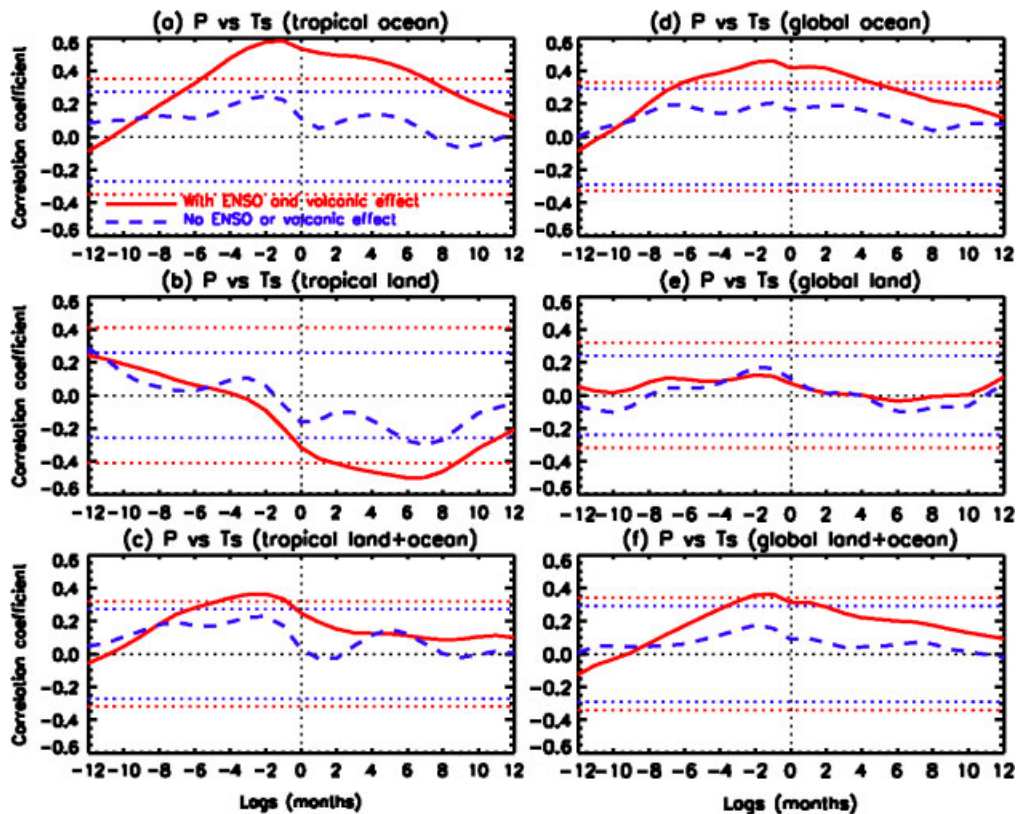 (a) P vs Ts (tropical ocean)
Correlation coefficient
0.6
0.4
0.2
0.0
-0.2
-0.4
-0.6
With ENSO and volcanic effect
No ENSO or volcanic effect
-12 -10 -8 -6 -4 -2 0 2 4 6 8 10 12
(d) P vs Ts (global ocean)
0.6
0.4
0.2
0.0
-0.2
-0.4
-0.6
-12 -10 -8 -6 -4 -2 0 2 4 6 8 10 12
(b) P vs Ts (tropical land)
Correlation coefficient
0.6
0.4
0.2
0.0
-0.2
-0.4
-0.6
-12 -10 -8 -6 -4 -2 0 2 4 6 8 10 12
(e) P vs Ts (global land)
0.6
0.4
0.2
0.0
-0.2
-0.4
-0.6
-12 -10 -8 -6 -4 -2 0 2 4 6 8 10 12
(c) P vs Ts (tropical land+ocean)
Correlation coefficient
0.6
0.4
0.2
0.0
-0.2
-0.4
-0.6
-12 -10 -8 -6 -4 -2 0 2 4 6 8 10 12
Lags (months)
(f) P vs Ts (global land+ocean)
0.6
0.4
0.2
0.0
-0.2
-0.4
-0.6
-12 -10 -8 -6 -4 -2 0 2 4 6 8 10 12
Lags (months)